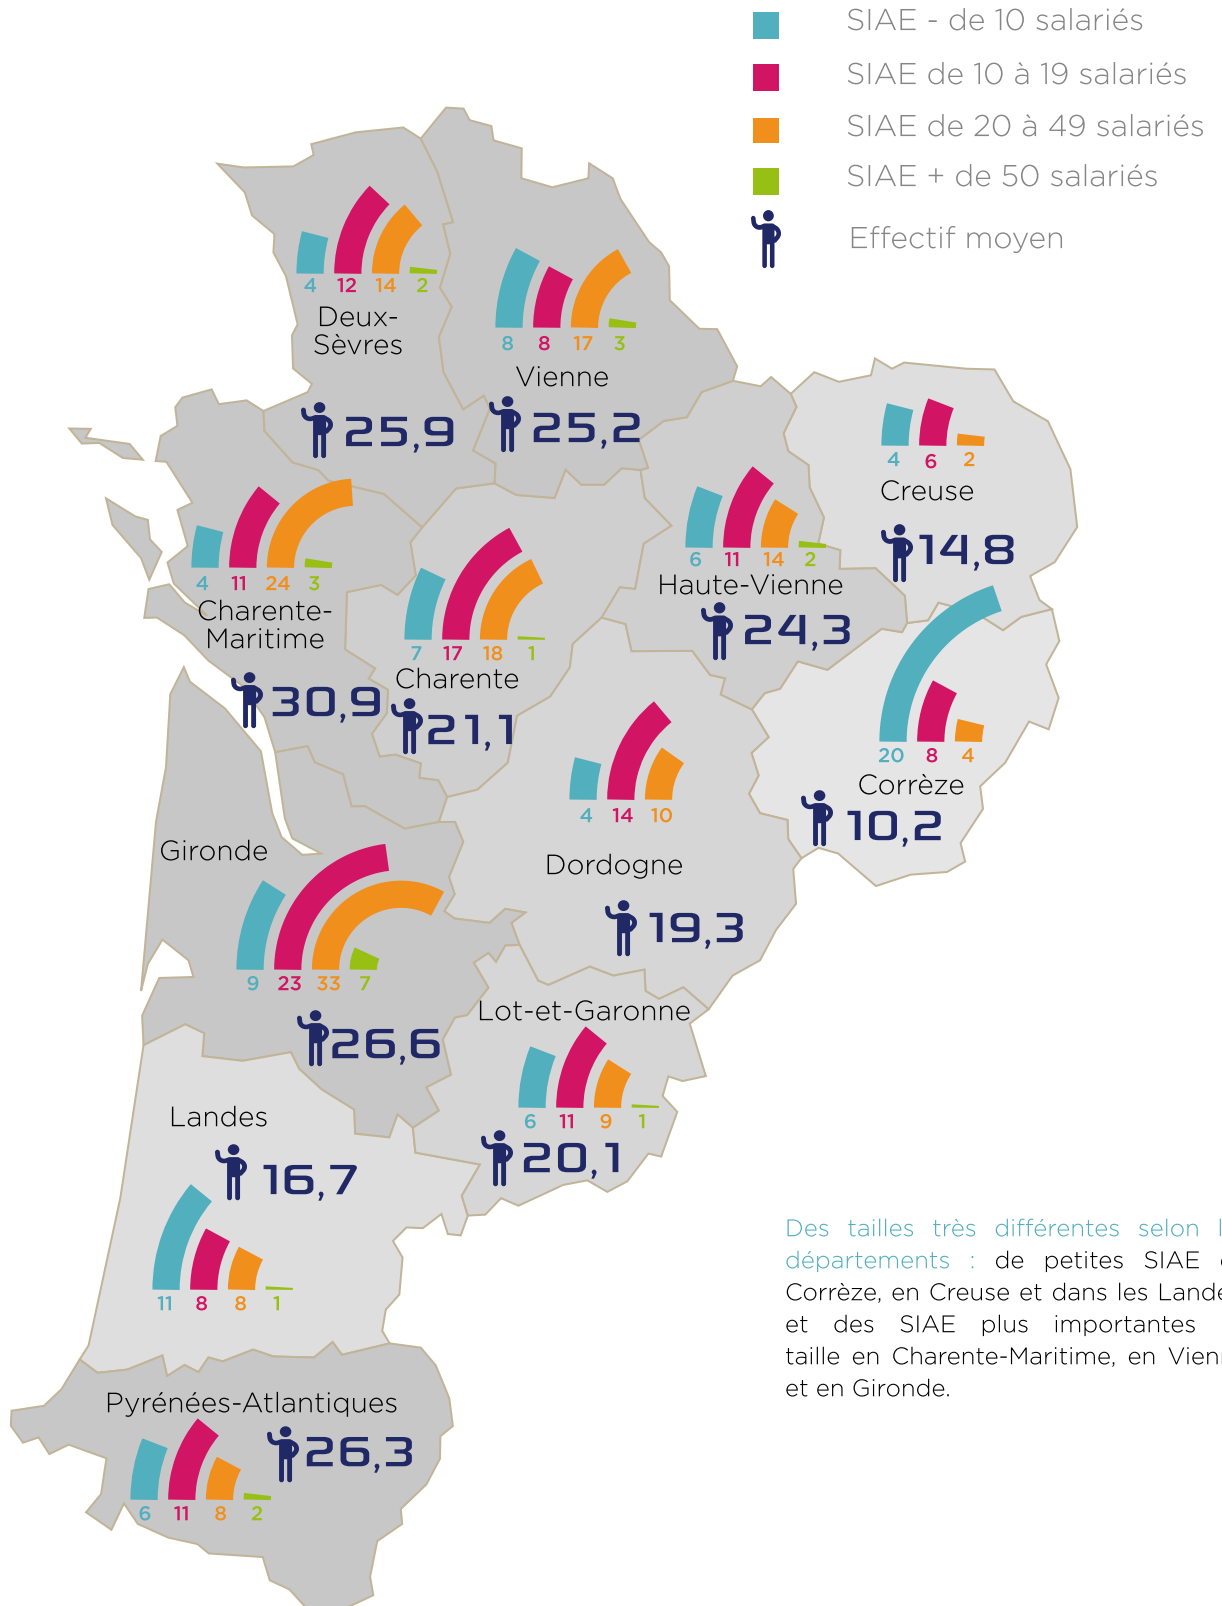 SIAE - de 10 salariés
SIAE de 10 à 19 salariés
SIAE de 20 à 49 salariés
SIAE + de 50 salariés
Effectif moyen
4 12 14 2
Deux-
Sèvres
25,9
8 8 17 3
Vienne
25,2
4 6 2
Creuse
14,8
6 11 14 2
Haute-Vienne
24,3
4 11 24 3
Charente-
Maritime
30,9
7 17 18 1
Charente
21,1
20 8 4
Corrèze
10,2
4 14 10
Dordogne
19,3
Gironde
9 23 33 7
26,6
Lot-et-Garonne
6 11 9 1
20,1
Landes
16,7
11 8 8 1
Pyrénées-Atlantiques
26,3
6 11 8 2
Des tailles très différentes selon
départements : de petites SIAE
Corrèze, en Creuse et dans les Lande
et des SIAE plus importantes
taille en Charente-Maritime, en Vienn
et en Gironde.